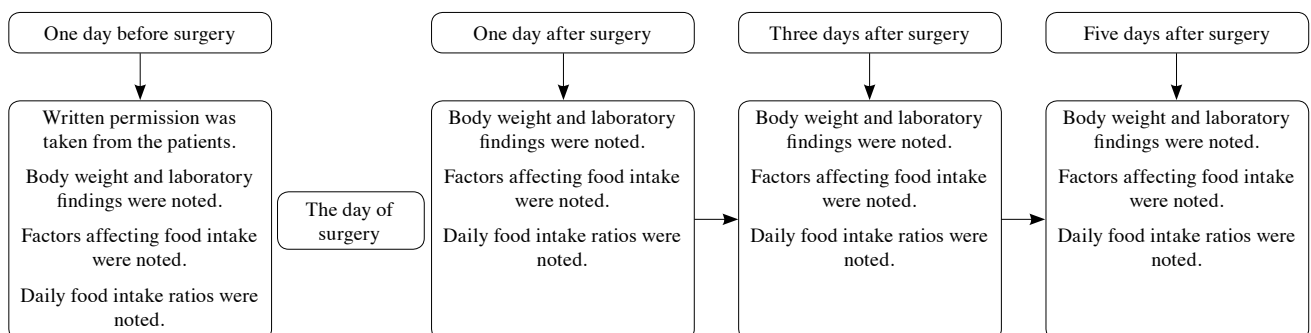 One day before surgery
One day after surgery
Three days after surgery
Five days after surgery
Written permission was
taken from the patients.
Body weight and laboratory
findings were noted.
Factors affecting food intake
were noted.
Daily food intake ratios were
noted.
The day of
surgery
Body weight and laboratory
findings were noted.
Factors affecting food intake
were noted.
Daily food intake ratios were
noted.
Body weight and laboratory
findings were noted.
Factors affecting food intake
were noted.
Daily food intake ratios were
noted.
Body weight and laboratory
findings were noted.
Factors affecting food intake
were noted.
Daily food intake ratios were
noted.